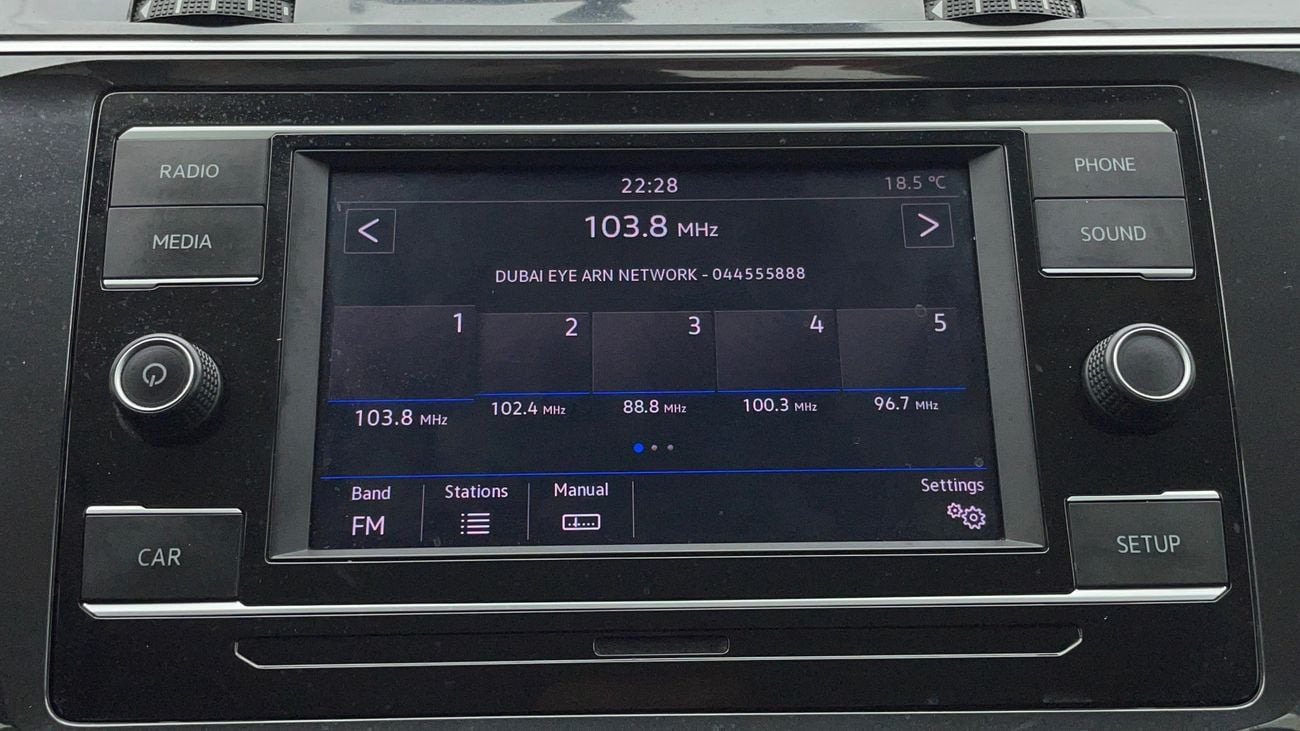 RADIO
MEDIA
PHONE
SOUND
22:28
18.5 °C
<
103.8 MHz
>
DUBAI EYE ARN NETWORK - 044555888
1
2
3
4
5
103.8 MHz
102.4 MHz
88.8 MHz
100.3 MHz
96.7 MHz
Band
Stations
Manual
Settings
FM
CAR
SETUP